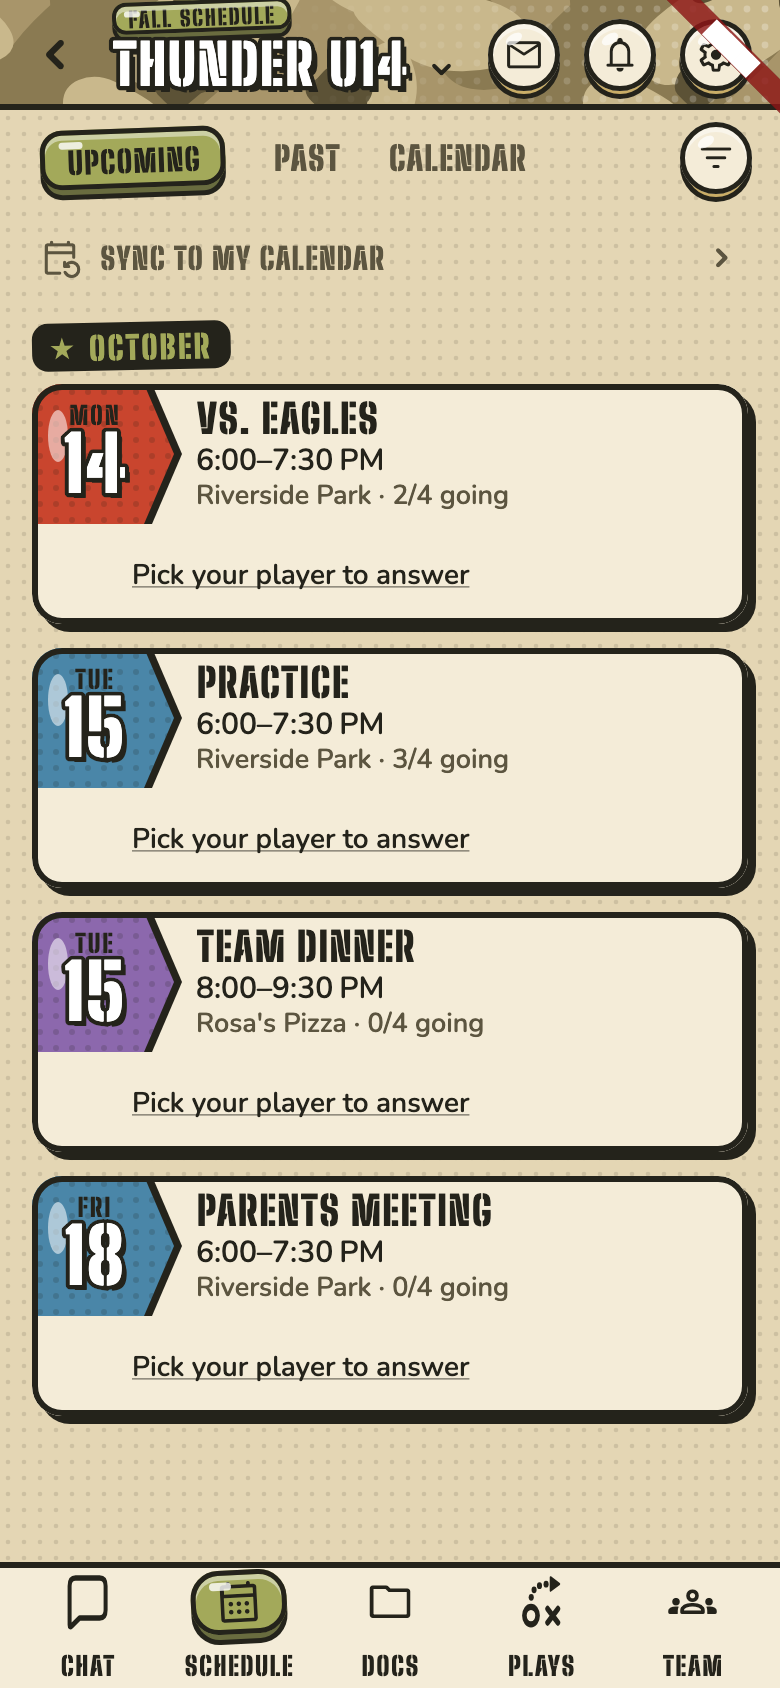 FALL SCHEDULE
THUNDER U14
UPCOMING
PAST
CALENDAR
SYNC TO MY CALENDAR
★ OCTOBER
MON
14
VS. EAGLES
6:00–7:30 PM
Riverside Park · 2/4 going
Pick your player to answer
TUE
15
PRACTICE
6:00–7:30 PM
Riverside Park · 3/4 going
Pick your player to answer
TUE
15
TEAM DINNER
8:00–9:30 PM
Rosa's Pizza · 0/4 going
Pick your player to answer
FRI
18
PARENTS MEETING
6:00–7:30 PM
Riverside Park · 0/4 going
Pick your player to answer
CHAT
SCHEDULE
DOCS
PLAYS
TEAM